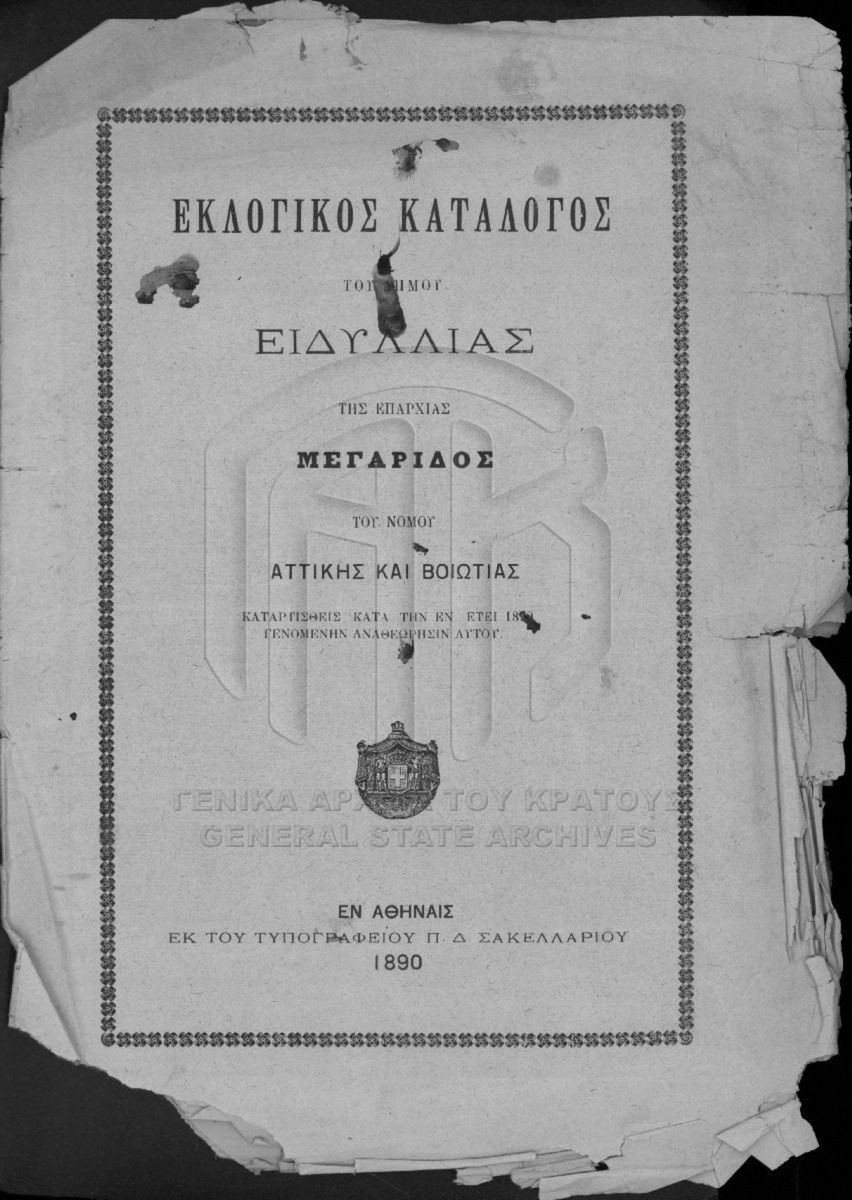 ΕΚΛΟΓΙΚΟΣ ΚΑΤΑΛΟΓΟΣ
ΤΟΥ ΔΗΜΟΥ
ΕΙΔΥΛΛΙΑΣ
ΤΗΣ ΕΠΑΡΧΙΑΣ
ΜΕΓΑΡΙΔΟΣ
ΤΟΥ ΝΟΜΟΥ
ΑΤΤΙΚΗΣ ΚΑΙ ΒΟΙΩΤΙΑΣ
ΚΑΤΑΡΤΙΣΘΕΙΣ ΚΑΤΑ ΤΗΝ ΕΝ ΕΤΕΙ
ΓΕΝΟΜΕΝΗΝ ΑΝΑΘΕΩΡΗΣΙΝ ΑΥΤΟΥ.
ΓΕΝΙΚΑ ΑΡΧΕΙΑ ΤΟΥ ΚΡΑΤΟΥΣ
GENERAL STATE ARCHIVES
ΕΝ ΑΘΗΝΑΙΣ
ΕΚ ΤΟΥ ΤΥΠΟΓΡΑΦΕΙΟΥ Π. Δ. ΣΑΚΕΛΛΑΡΙΟΥ
1890